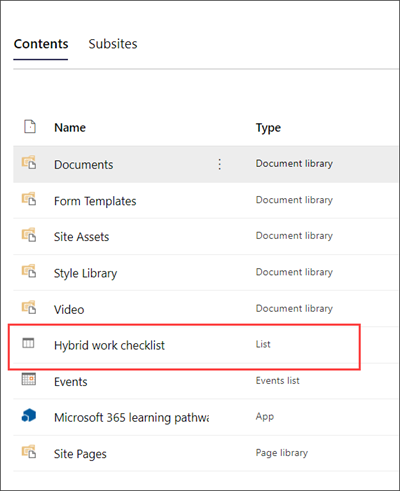 Contents Subsites
Name Type
Documents Document library
Form Templates Document library
Site Assets Document library
Style Library Document library
Video Document library
Hybrid work checklist List
Events Events list
Microsoft 365 learning pathwa App
Site Pages Page library